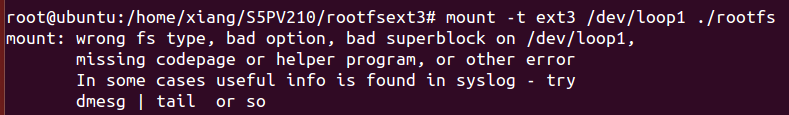 root@ubuntu:/home/xiang/S5PV210/rootfsext3# mount -t ext3 /dev/loop1 ./rootfs
mount: wrong fs type, bad option, bad superblock on /dev/loop1,
       missing codepage or helper program, or other error
       In some cases useful info is found in syslog - try
       dmesg | tail  or so